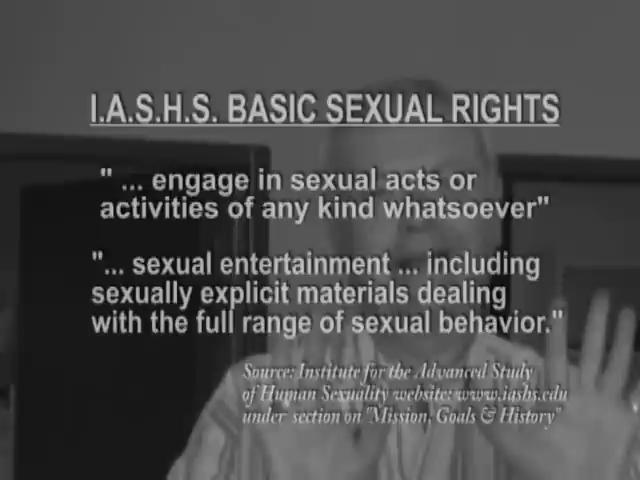 I.A.S.H.S. BASIC SEXUAL RIGHTS
" ... engage in sexual acts or
activities of any kind whatsoever"
"... sexual entertainment ... including
sexually explicit materials dealing
with the full range of sexual behavior."
Source: Institute for the Advanced Study
of Human Sexuality website: www.iashs.edu
under section on "Mission, Goals & History"